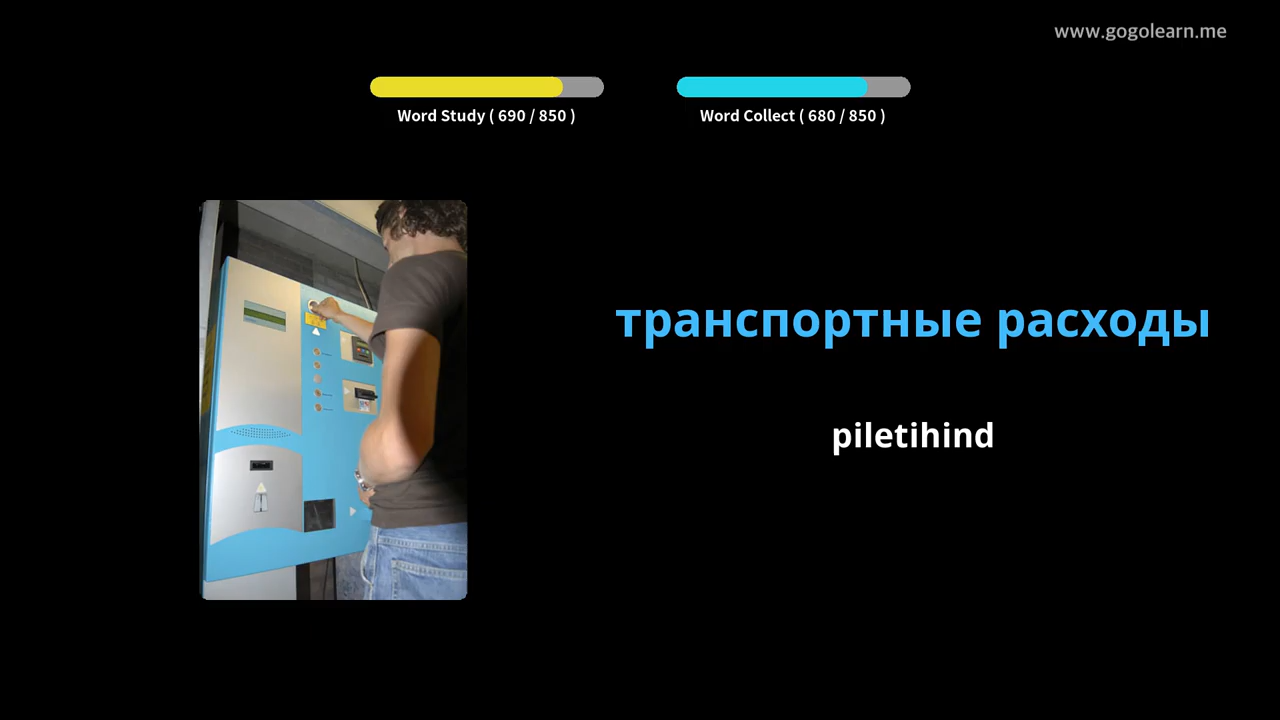 www.gogolearn.me
Word Study ( 690 / 850 )
Word Collect ( 680 / 850 )
транспортные расходы
piletihind